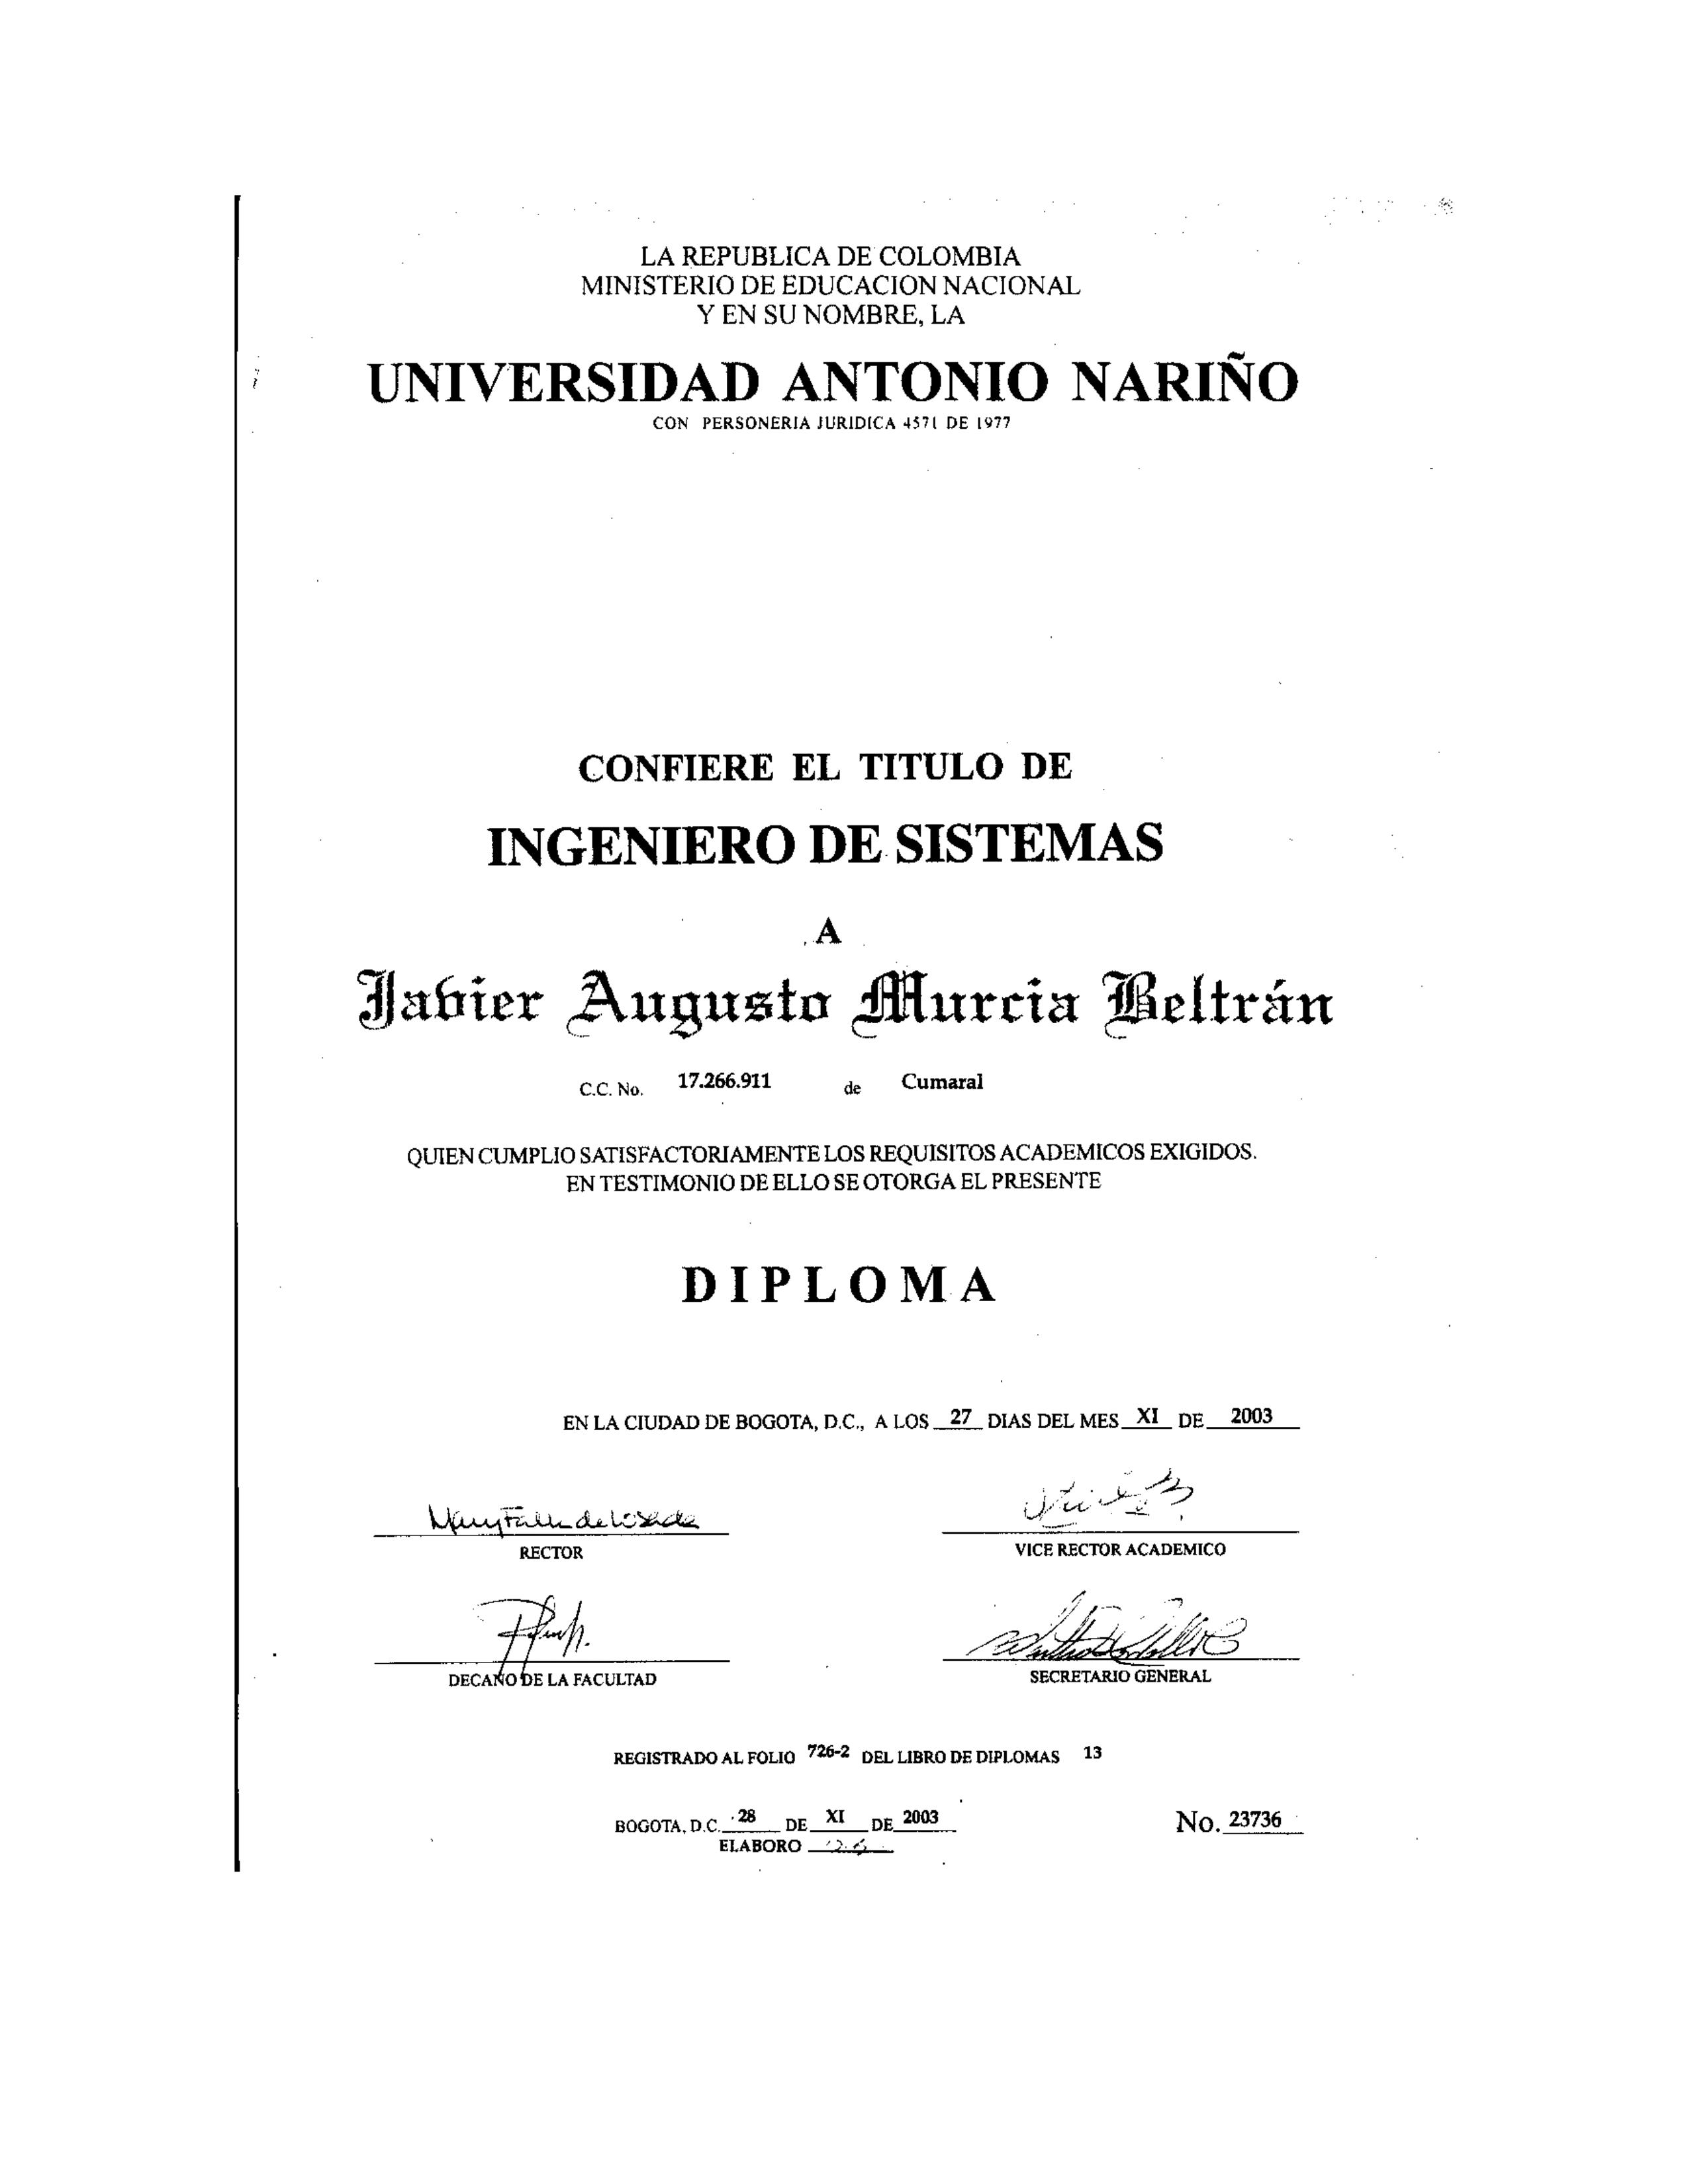 LA REPUBLICA DE COLOMBIA
MINISTERIO DE EDUCACION NACIONAL
Y EN SU NOMBRE, LA
UNIVERSIDAD ANTONIO NARIÑO
CON PERSONERIA JURIDICA 4571 DE 1977
CONFIERE EL TITULO DE
INGENIERO DE SISTEMAS
A
Javier Augusto Murcia Beltrán
C.C. No. 17.266.911 de Cumaral
QUIEN CUMPLIO SATISFACTORIAMENTE LOS REQUISITOS ACADEMICOS EXIGIDOS.
EN TESTIMONIO DE ELLO SE OTORGA EL PRESENTE
DIPLOMA
EN LA CIUDAD DE BOGOTA, D.C., A LOS 27 DIAS DEL MES XI DE 2003
RECTOR
VICE RECTOR ACADEMICO
DECANO DE LA FACULTAD
SECRETARIO GENERAL
REGISTRADO AL FOLIO 726-2 DEL LIBRO DE DIPLOMAS 13
BOGOTA, D.C. 28 DE XI DE 2003
No. 23736
ELABORO